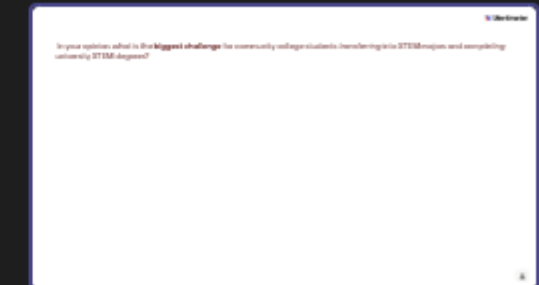 Mentimeter
In your opinion what is the biggest challenge for community college students transferring into STEM majors and completing
university STEM degrees?